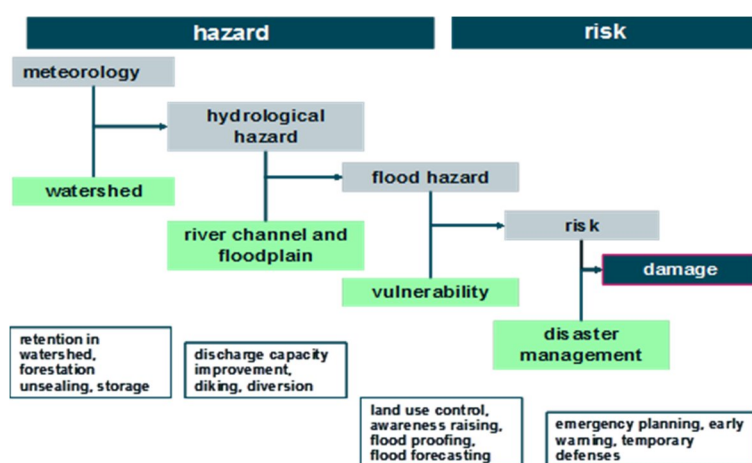 hazard
risk
meteorology
hydrological
hazard
watershed
flood hazard
river channel and
floodplain
risk
vulnerability
damage
disaster
management
retention in
watershed,
forestation
unsealing, storage
discharge capacity
improvement,
diking, diversion
land use control,
awareness raising,
flood proofing,
flood forecasting
emergency planning, early
warning, temporary
defenses